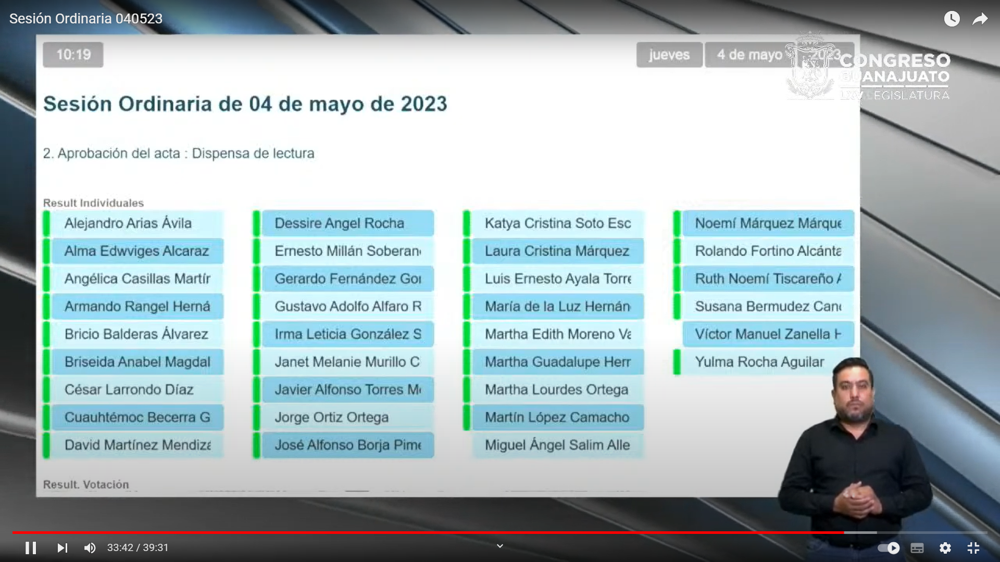 Sesión Ordinaria 040523
10:19
jueves
4 de mayo
2023
CONGRESO
GUANAJUATO
LXV LEGISLATURA
Sesión Ordinaria de 04 de mayo de 2023
2. Aprobación del acta : Dispensa de lectura
Result Individuales
Alejandro Arias Ávila
Alma Edwviges Alcaraz
Angélica Casillas Martír
Armando Rangel Herná
Bricio Balderas Álvarez
Briseida Anabel Magdal
César Larrondo Díaz
Cuauhtémoc Becerra G
David Martínez Mendiz
Dessire Angel Rocha
Ernesto Millán Soberan
Gerardo Fernández Go
Gustavo Adolfo Alfaro R
Irma Leticia González S
Janet Melanie Murillo C
Javier Alfonso Torres M
Jorge Ortiz Ortega
José Alfonso Borja Pim
Katya Cristina Soto Esc
Laura Cristina Márquez
Luis Ernesto Ayala Torre
María de la Luz Hernán
Martha Edith Moreno Va
Martha Guadalupe Herr
Martha Lourdes Ortega
Martín López Camacho
Miguel Ángel Salim Alle
Noemí Márquez Márque
Rolando Fortino Alcánta
Ruth Noemí Tiscareño
Susana Bermudez Can
Víctor Manuel Zanella H
Yulma Rocha Aguilar
Result. Votación
33:42 / 39:31